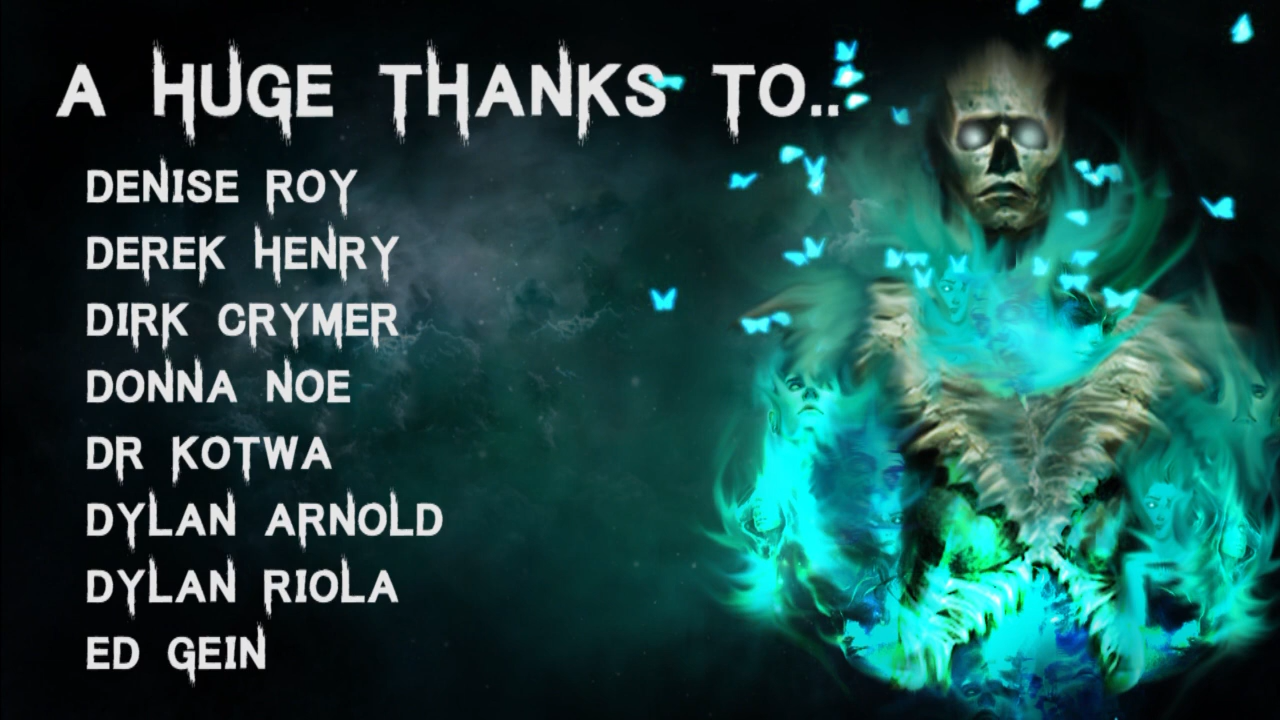 A HUGE THANKS TO..
DENISE ROY
DEREK HENRY
DIRK CRYMER
DONNA NOE
DR KOTWA
DYLAN ARNOLD
DYLAN RIOLA
ED GEIN